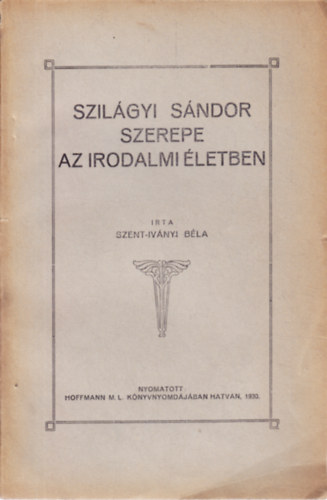 SZILÁGYI SÁNDOR
SZEREPE
AZ IRODALMI ÉLETBEN
IRTA
SZENT-IVÁNYI BÉLA
NYOMATOTT
HOFFMANN M. L. KÖNYVNYOMDÁJÁBAN HATVAN, 1930.